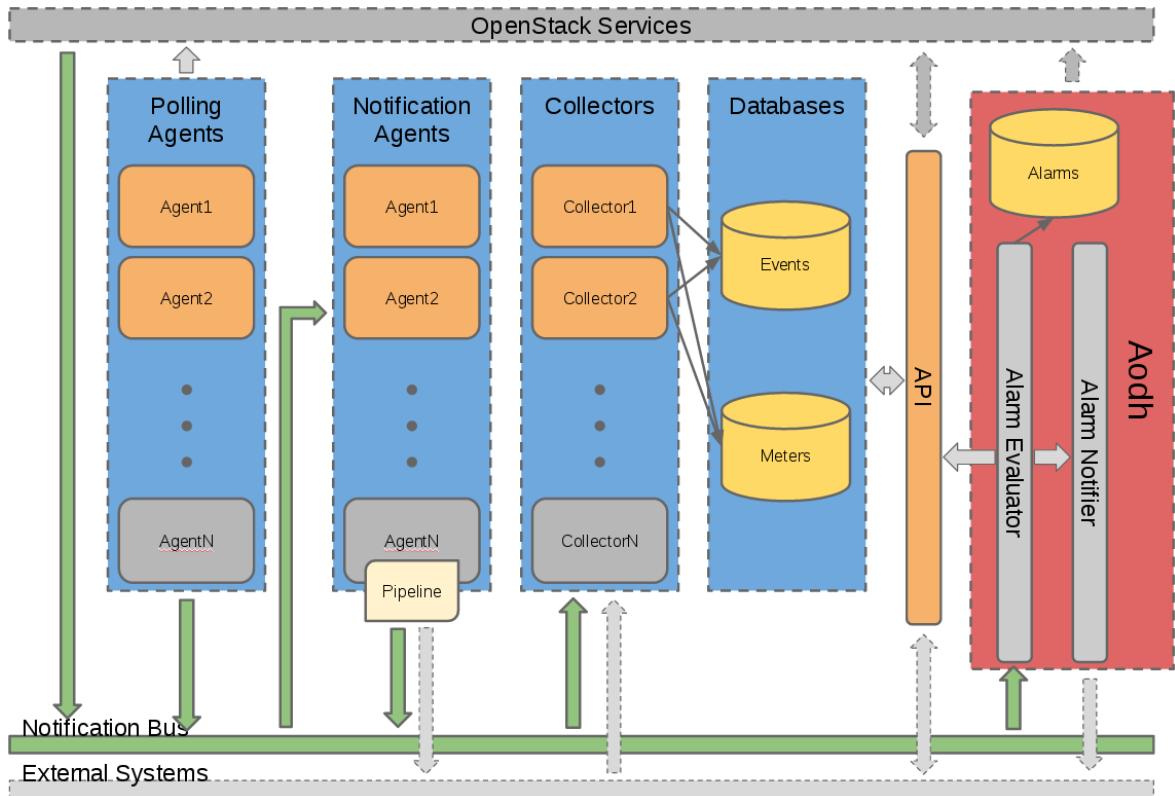 OpenStack Services
Polling
Agents
Agent1
Agent2
AgentN
Notification
Agents
Agent1
Agent2
AgentN
Pipeline
Collectors
Collector1
Collector2
CollectorN
Databases
Events
Meters
API
Alarms
Alarm Evaluator
Alarm Notifier
Aodh
Notification Bus
External Systems